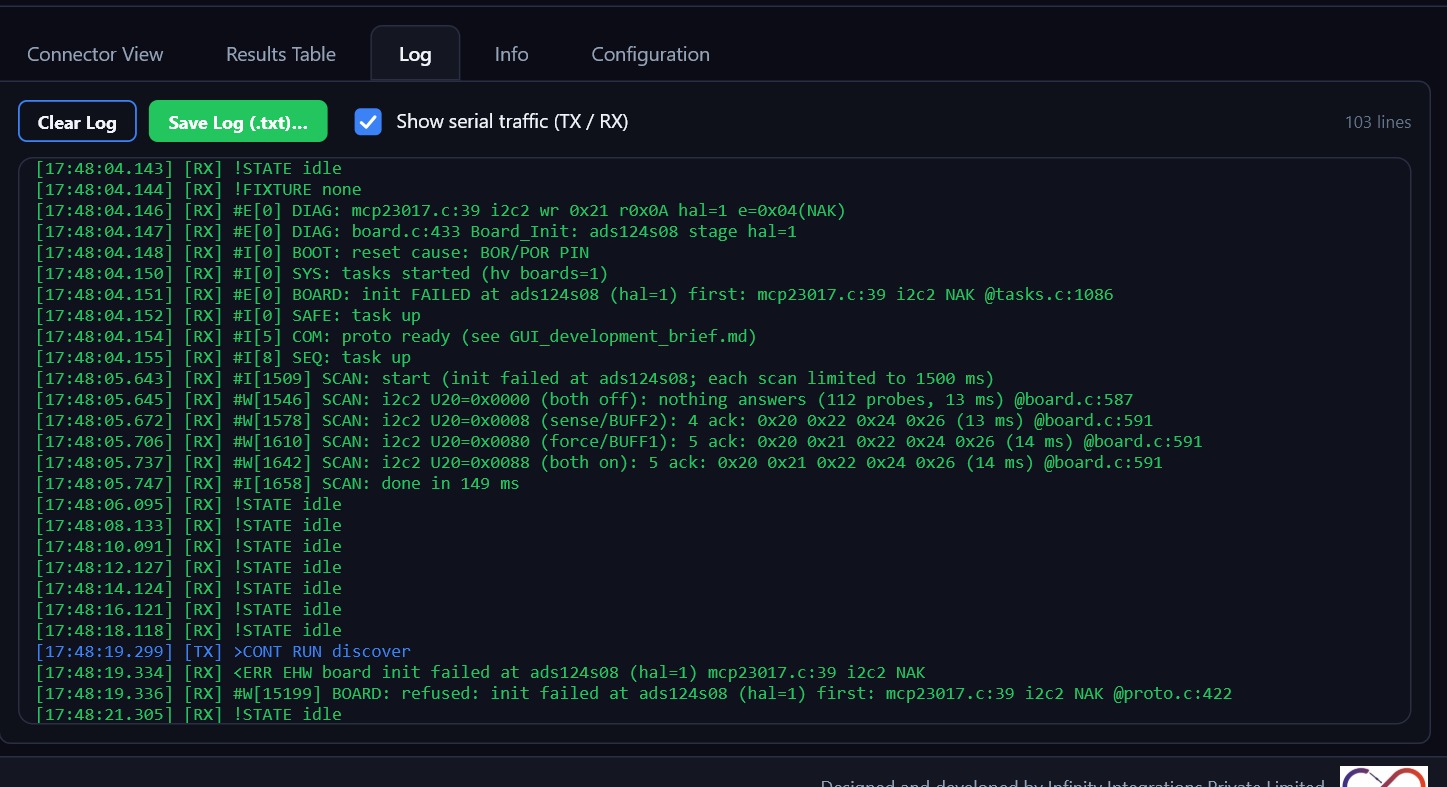 Connector View Results Table Log Info Configuration
Clear Log Save Log (.txt)... Show serial traffic (TX / RX) 103 lines
[17:48:04.143] [RX] !STATE idle
[17:48:04.144] [RX] !FIXTURE none
[17:48:04.146] [RX] #E[0] DIAG: mcp23017.c:39 i2c2 wr 0x21 r0x0A hal=1 e=0x04(NAK)
[17:48:04.147] [RX] #E[0] DIAG: board.c:433 Board_Init: ads124s08 stage hal=1
[17:48:04.148] [RX] #I[0] BOOT: reset cause: BOR/POR PIN
[17:48:04.150] [RX] #I[0] SYS: tasks started (hv boards=1)
[17:48:04.151] [RX] #E[0] BOARD: init FAILED at ads124s08 (hal=1) first: mcp23017.c:39 i2c2 NAK @tasks.c:1086
[17:48:04.152] [RX] #I[0] SAFE: task up
[17:48:04.154] [RX] #I[5] COM: proto ready (see GUI_development_brief.md)
[17:48:04.155] [RX] #I[8] SEQ: task up
[17:48:05.643] [RX] #I[1509] SCAN: start (init failed at ads124s08; each scan limited to 1500 ms)
[17:48:05.645] [RX] #W[1546] SCAN: i2c2 U20=0x0000 (both off): nothing answers (112 probes, 13 ms) @board.c:587
[17:48:05.672] [RX] #W[1578] SCAN: i2c2 U20=0x0008 (sense/BUFF2): 4 ack: 0x20 0x22 0x24 0x26 (13 ms) @board.c:591
[17:48:05.706] [RX] #W[1610] SCAN: i2c2 U20=0x0080 (force/BUFF1): 5 ack: 0x20 0x21 0x22 0x24 0x26 (14 ms) @board.c:591
[17:48:05.737] [RX] #W[1642] SCAN: i2c2 U20=0x0088 (both on): 5 ack: 0x20 0x21 0x22 0x24 0x26 (14 ms) @board.c:591
[17:48:05.747] [RX] #I[1658] SCAN: done in 149 ms
[17:48:06.095] [RX] !STATE idle
[17:48:08.133] [RX] !STATE idle
[17:48:10.091] [RX] !STATE idle
[17:48:12.127] [RX] !STATE idle
[17:48:14.124] [RX] !STATE idle
[17:48:16.121] [RX] !STATE idle
[17:48:18.118] [RX] !STATE idle
[17:48:19.299] [TX] >CONT RUN discover
[17:48:19.334] [RX] <ERR EHW board init failed at ads124s08 (hal=1) mcp23017.c:39 i2c2 NAK
[17:48:19.336] [RX] #W[15199] BOARD: refused: init failed at ads124s08 (hal=1) first: mcp23017.c:39 i2c2 NAK @proto.c:422
[17:48:21.305] [RX] !STATE idle
Designed and developed by Infinity Integrations Private Limited